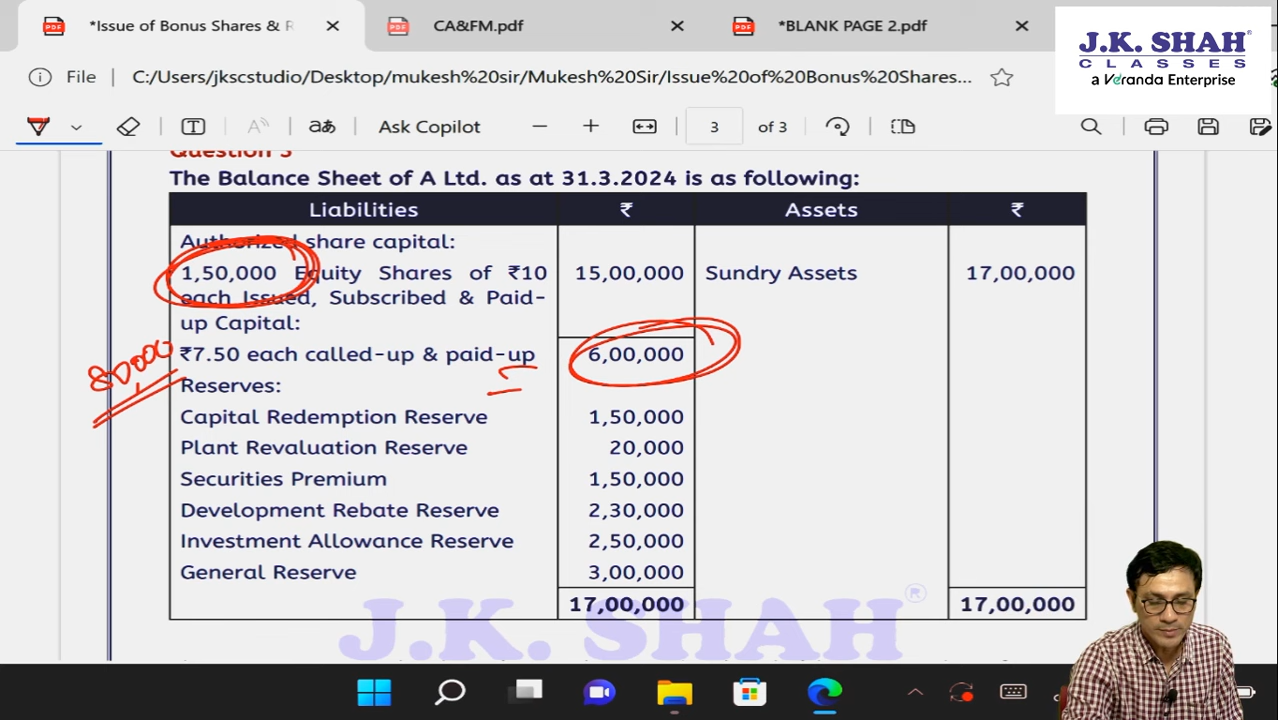 *Issue of Bonus Shares & R
CA&FM.pdf
*BLANK PAGE 2.pdf
J.K. SHAH®
CLASSES
a Veranda Enterprise
File
C:/Users/jkscstudio/Desktop/mukesh%20sir/Mukesh%20Sir/Issue%20of%20Bonus%20Shares...
Ask Copilot
3 of 3
Question 3
The Balance Sheet of A Ltd. as at 31.3.2024 is as following:
Liabilities ₹ Assets ₹
Authorized share capital:
1,50,000 Equity Shares of ₹10 15,00,000 Sundry Assets 17,00,000
each Issued, Subscribed & Paid-
up Capital:
80,000
₹7.50 each called-up & paid-up 6,00,000
Reserves:
Capital Redemption Reserve 1,50,000
Plant Revaluation Reserve 20,000
Securities Premium 1,50,000
Development Rebate Reserve 2,30,000
Investment Allowance Reserve 2,50,000
General Reserve 3,00,000
17,00,000 17,00,000
J.K. SHAH®